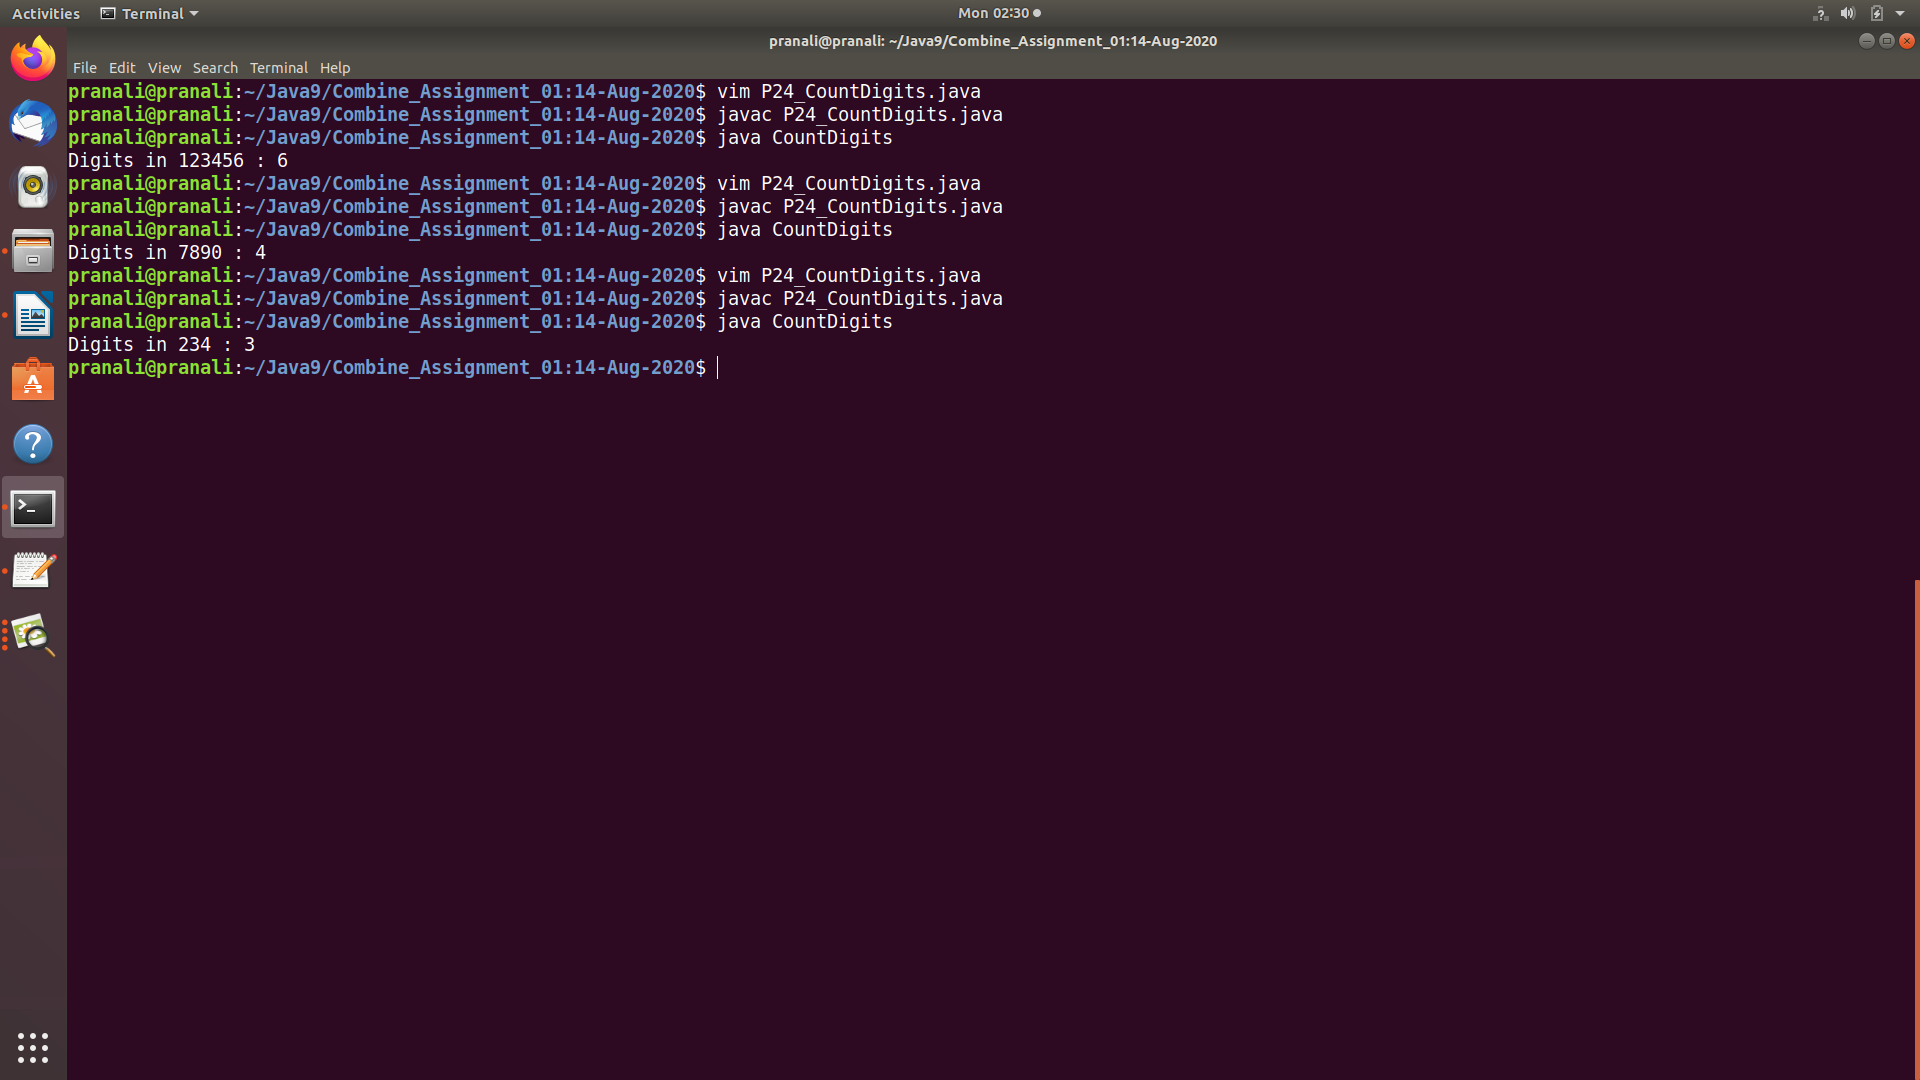 Activities Terminal Mon 02:30
pranali@pranali: ~/Java9/Combine_Assignment_01:14-Aug-2020
File Edit View Search Terminal Help
pranali@pranali:~/Java9/Combine_Assignment_01:14-Aug-2020$ vim P24_CountDigits.java
pranali@pranali:~/Java9/Combine_Assignment_01:14-Aug-2020$ javac P24_CountDigits.java
pranali@pranali:~/Java9/Combine_Assignment_01:14-Aug-2020$ java CountDigits
Digits in 123456 : 6
pranali@pranali:~/Java9/Combine_Assignment_01:14-Aug-2020$ vim P24_CountDigits.java
pranali@pranali:~/Java9/Combine_Assignment_01:14-Aug-2020$ javac P24_CountDigits.java
pranali@pranali:~/Java9/Combine_Assignment_01:14-Aug-2020$ java CountDigits
Digits in 7890 : 4
pranali@pranali:~/Java9/Combine_Assignment_01:14-Aug-2020$ vim P24_CountDigits.java
pranali@pranali:~/Java9/Combine_Assignment_01:14-Aug-2020$ javac P24_CountDigits.java
pranali@pranali:~/Java9/Combine_Assignment_01:14-Aug-2020$ java CountDigits
Digits in 234 : 3
pranali@pranali:~/Java9/Combine_Assignment_01:14-Aug-2020$